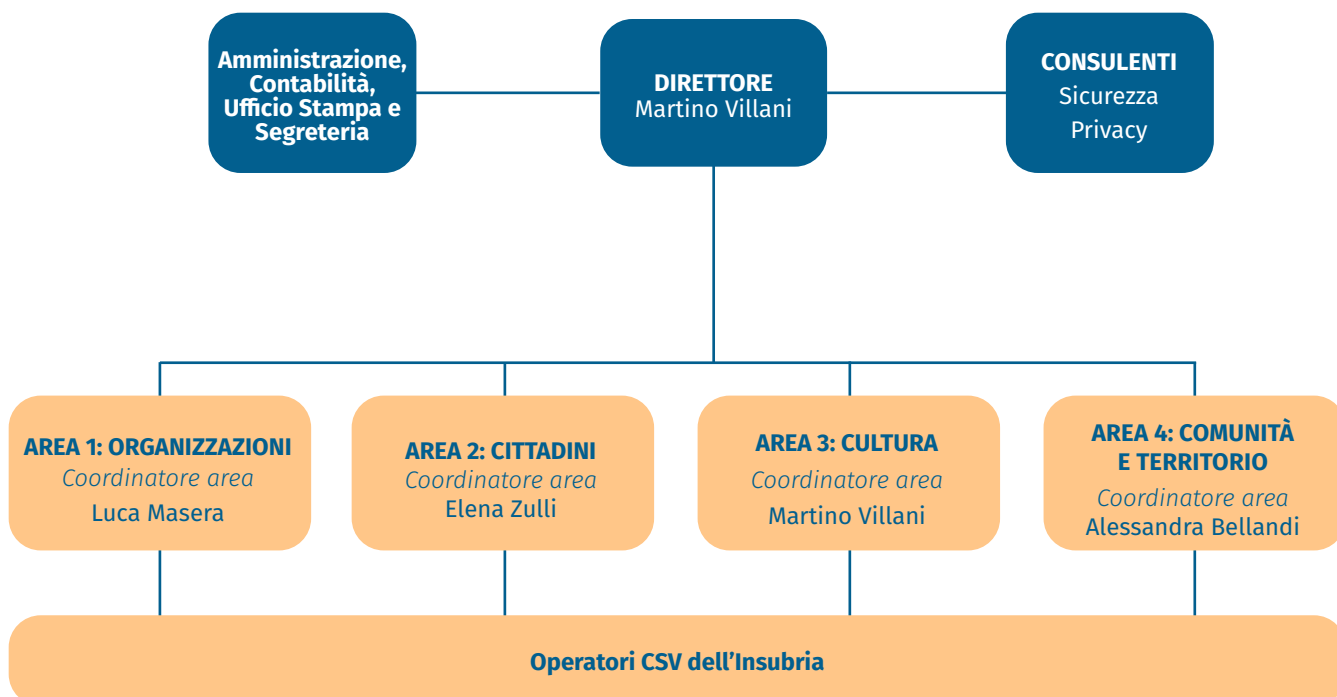 Amministrazione,
Contabilità,
Ufficio Stampa e
Segreteria
DIRETTORE
Martino Villani
CONSULENTI
Sicurezza
Privacy
AREA 1: ORGANIZZAZIONI
Coordinatore area
Luca Masera
AREA 2: CITTADINI
Coordinatore area
Elena Zulli
AREA 3: CULTURA
Coordinatore area
Martino Villani
AREA 4: COMUNITÀ
E TERRITORIO
Coordinatore area
Alessandra Bellandi
Operatori CSV dell'Insubria